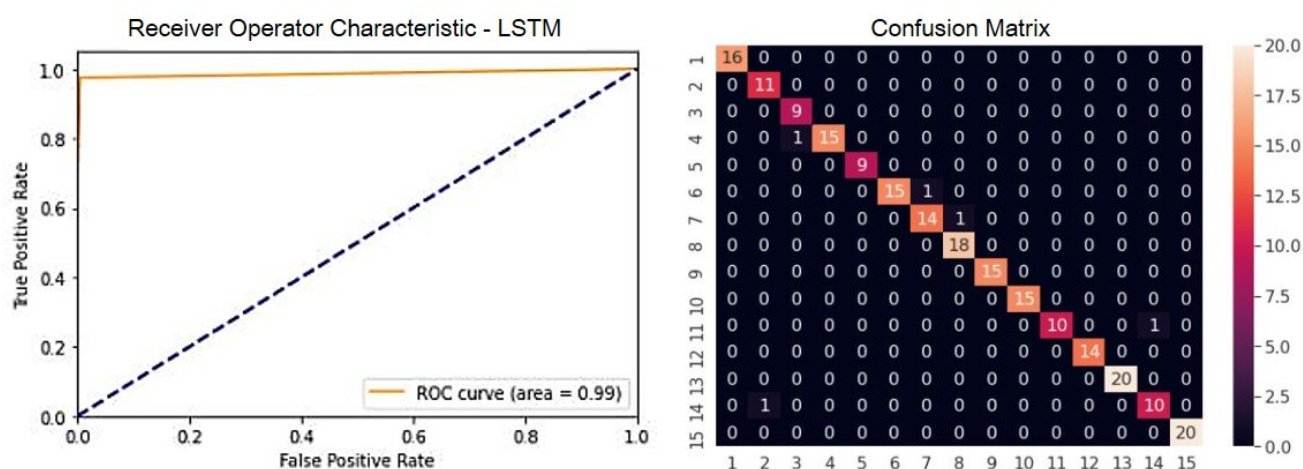 Receiver Operator Characteristic - LSTM
True Positive Rate
1.0
0.8
0.6
0.4
0.2
0.0
ROC curve (area = 0.99)
0.0 0.2 0.4 0.6 0.8 1.0
False Positive Rate
Confusion Matrix
1 16 0 0 0 0 0 0 0 0 0 0 0 0 0 0
2 0 11 0 0 0 0 0 0 0 0 0 0 0 0 0
3 0 0 9 0 0 0 0 0 0 0 0 0 0 0 0
4 0 0 1 15 0 0 0 0 0 0 0 0 0 0 0
5 0 0 0 0 9 0 0 0 0 0 0 0 0 0 0
6 0 0 0 0 0 15 1 0 0 0 0 0 0 0 0
7 0 0 0 0 0 0 14 1 0 0 0 0 0 0 0
8 0 0 0 0 0 0 0 18 0 0 0 0 0 0 0
9 0 0 0 0 0 0 0 0 15 0 0 0 0 0 0
10 0 0 0 0 0 0 0 0 0 15 0 0 0 0 0
11 0 0 0 0 0 0 0 0 0 0 10 0 0 1 0
12 0 0 0 0 0 0 0 0 0 0 0 14 0 0 0
13 0 0 0 0 0 0 0 0 0 0 0 0 20 0 0
14 0 1 0 0 0 0 0 0 0 0 0 0 0 10 0
15 0 0 0 0 0 0 0 0 0 0 0 0 0 0 20
1 2 3 4 5 6 7 8 9 10 11 12 13 14 15
20.0
17.5
15.0
12.5
10.0
7.5
5.0
2.5
0.0